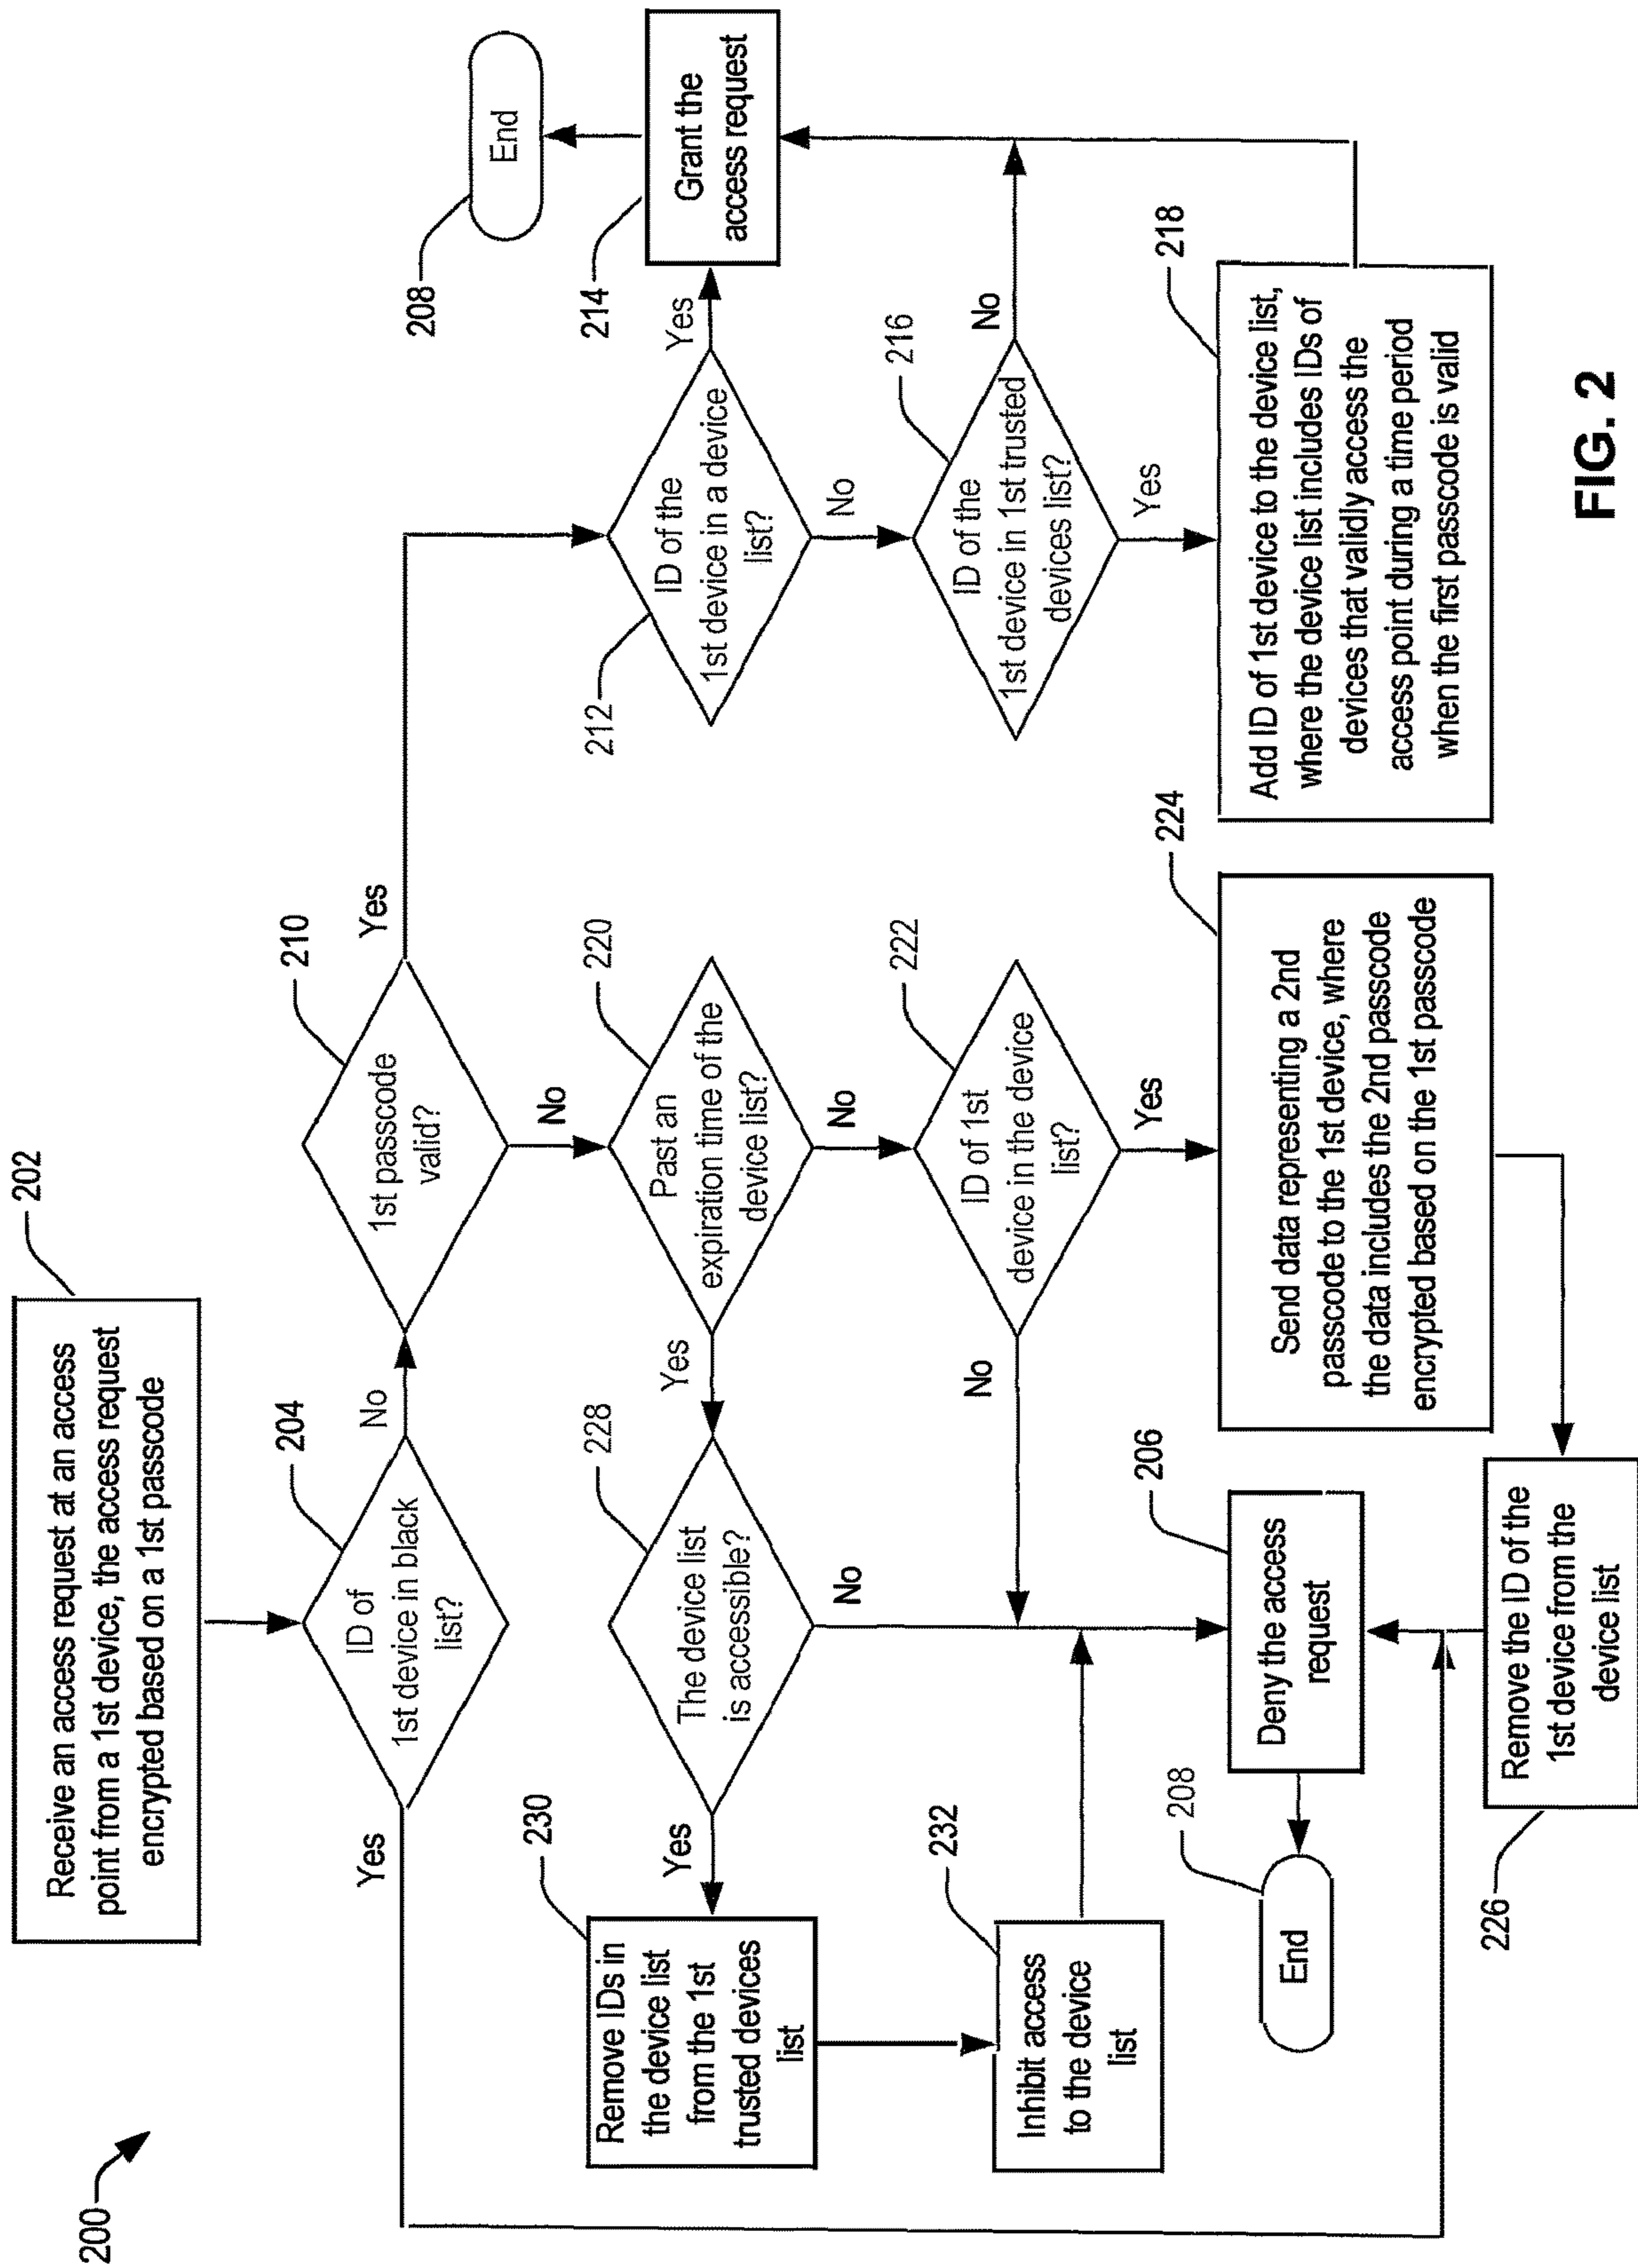 200
202
Receive an access request at an access
point from a 1st device, the access request
encrypted based on a 1st passcode
204
ID of
1st device in black
list?
Yes
No
210
1st passcode
valid?
Yes
No
208
End
214
Grant the
access request
212
ID of the
1st device in a device
list?
Yes
No
220
Past an
expiration time of the
device list?
Yes
No
228
The device list
is accessible?
Yes
No
230
Remove IDs in
the device list
from the 1st
trusted devices
list
216
ID of the
1st device in 1st trusted
devices list?
No
Yes
222
ID of 1st
device in the device
list?
No
Yes
232
Inhibit access
to the device
list
206
Deny the access
request
208
End
224
Send data representing a 2nd
passcode to the 1st device, where
the data includes the 2nd passcode
encrypted based on the 1st passcode
218
Add ID of 1st device to the device list,
where the device list includes IDs of
devices that validly access the
access point during a time period
when the first passcode is valid
226
Remove the ID of the
1st device from the
device list
FIG. 2